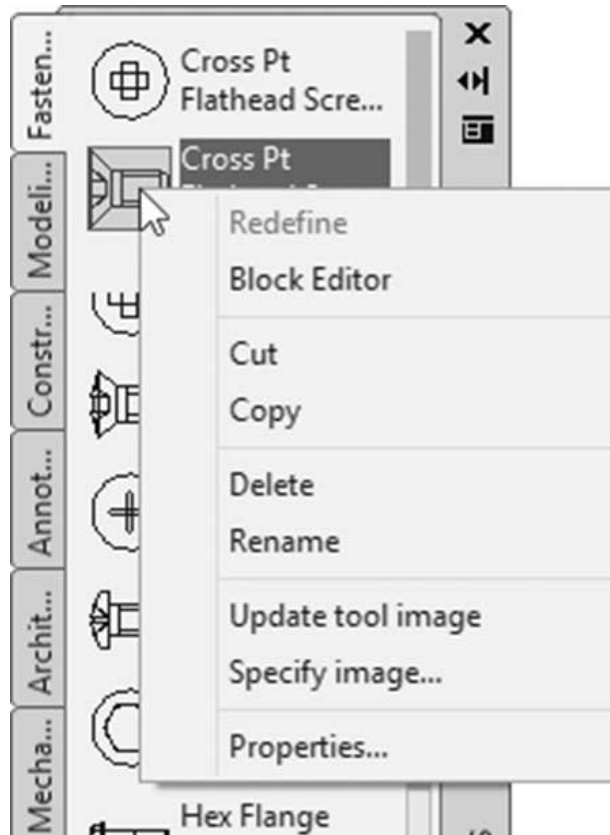 Fasten...
Modeli...
Constr...
Annot...
Archit...
Mecha...
Cross Pt
Flathead Scre...
Cross Pt
Redefine
Block Editor
Cut
Copy
Delete
Rename
Update tool image
Specify image...
Properties...
Hex Flange